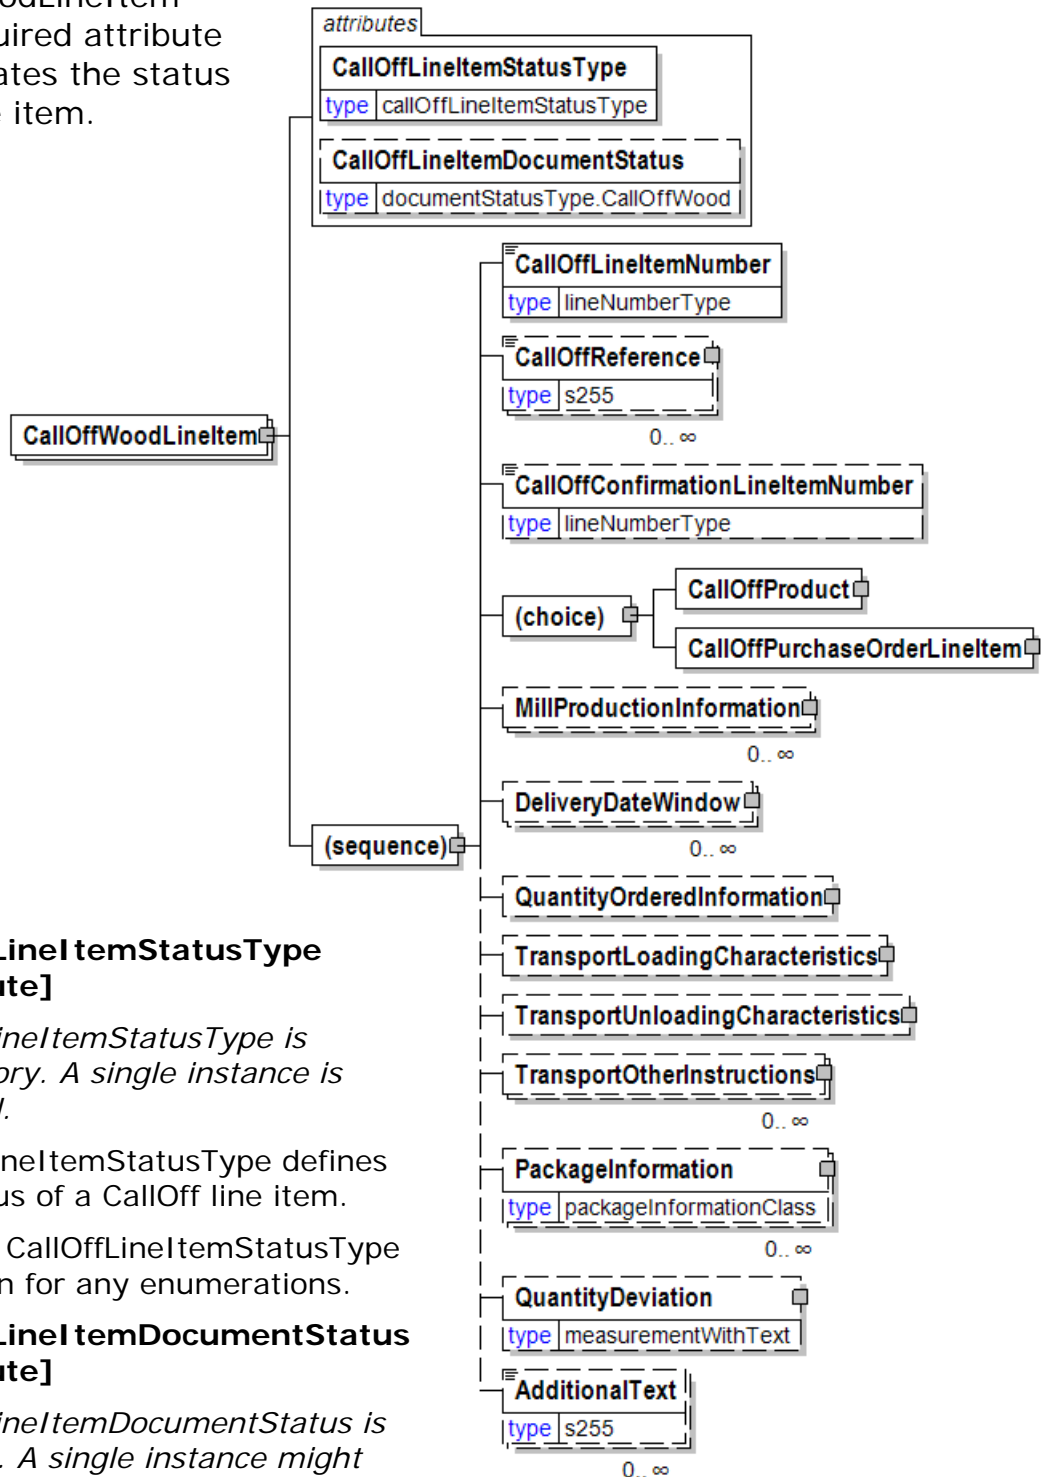 odLineItem
uired attribute
ates the status
e item.
attributes
CallOffLineItemStatusType
type callOffLineItemStatusType
CallOffLineItemDocumentStatus
type documentStatusType.CallOffWood
CallOffLineItemNumber
type lineNumberType
CallOffReference
type s255
0.. ∞
CallOffWoodLineItem
CallOffConfirmationLineItemNumber
type lineNumberType
(choice)
CallOffProduct
CallOffPurchaseOrderLineItem
MillProductionInformation
0.. ∞
DeliveryDateWindow
0.. ∞
(sequence)
QuantityOrderedInformation
TransportLoadingCharacteristics
TransportUnloadingCharacteristics
TransportOtherInstructions
0.. ∞
PackageInformation
type packageInformationClass
0.. ∞
QuantityDeviation
type measurementWithText
AdditionalText
type s255
0.. ∞
LineItemStatusType
ute]
ineItemStatusType is
ory. A single instance is
d.
ineItemStatusType defines
us of a CallOff line item.
CallOffLineItemStatusType
n for any enumerations.
LineItemDocumentStatus
ute]
ineItemDocumentStatus is
. A single instance might